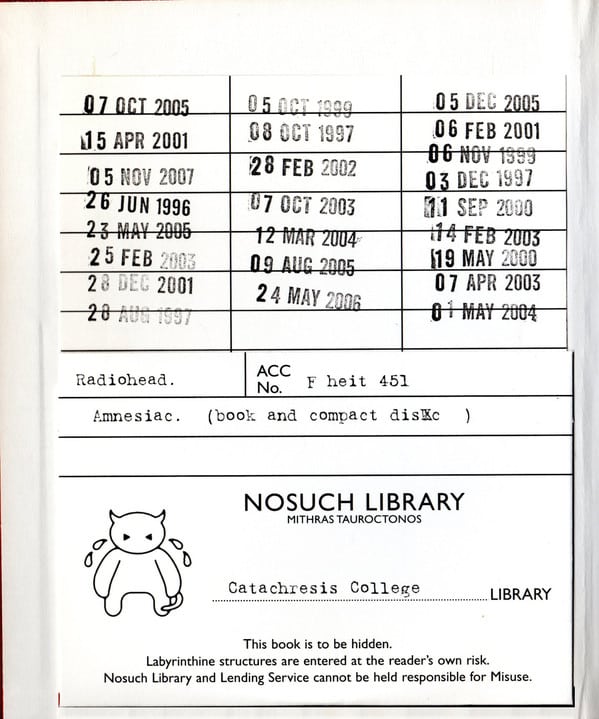 07 OCT 2005
15 APR 2001
05 NOV 2007
26 JUN 1996
23 MAY 2005
25 FEB 2003
28 DEC 2001
28 AUG 1997
05 OCT 1999
08 OCT 1997
28 FEB 2002
07 OCT 2003
12 MAR 2004
09 AUG 2005
24 MAY 2006
05 DEC 2005
06 FEB 2001
06 NOV 1999
03 DEC 1997
11 SEP 2000
14 FEB 2003
19 MAY 2000
07 APR 2003
01 MAY 2004
Radiohead.
ACC No. F heit 451
Amnesiac. (book and compact disKc )
NOSUCH LIBRARY
MITHRAS TAUROCTONOS
Catachresis College LIBRARY
This book is to be hidden.
Labyrinthine structures are entered at the reader's own risk.
Nosuch Library and Lending Service cannot be held responsible for Misuse.